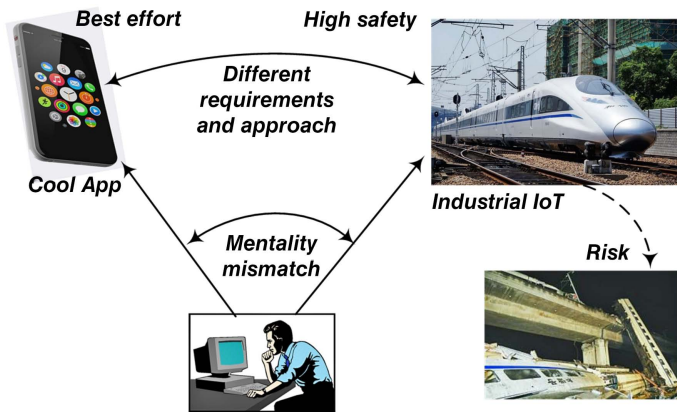 Best effort
High safety
Different
requirements
and approach
Cool App
Industrial IoT
Mentality
mismatch
Risk